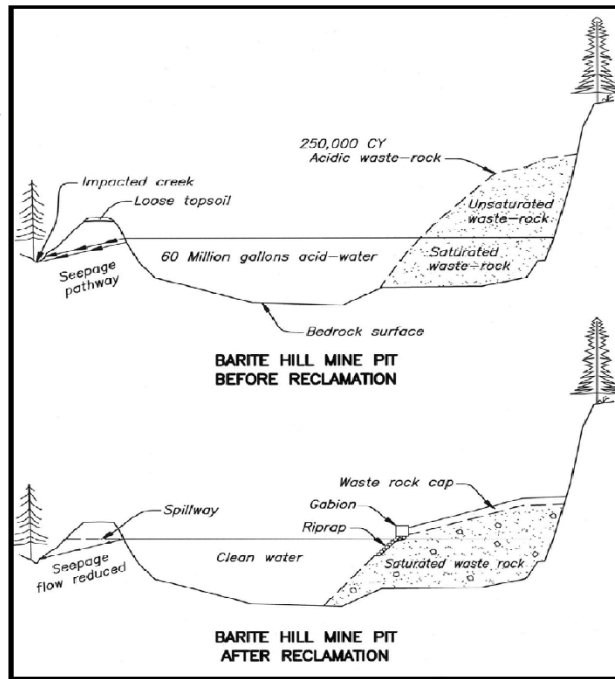 250,000 CY
Acidic waste-rock
Impacted creek
Loose topsoil
Unsaturated
waste-rock
60 Million gallons acid-water
Saturated
waste-rock
Seepage
pathway
Bedrock surface
BARITE HILL MINE PIT
BEFORE RECLAMATION
Waste rock cap
Gabion
Spillway
Riprap
Clean water
Saturated waste rock
Seepage
flow reduced
BARITE HILL MINE PIT
AFTER RECLAMATION